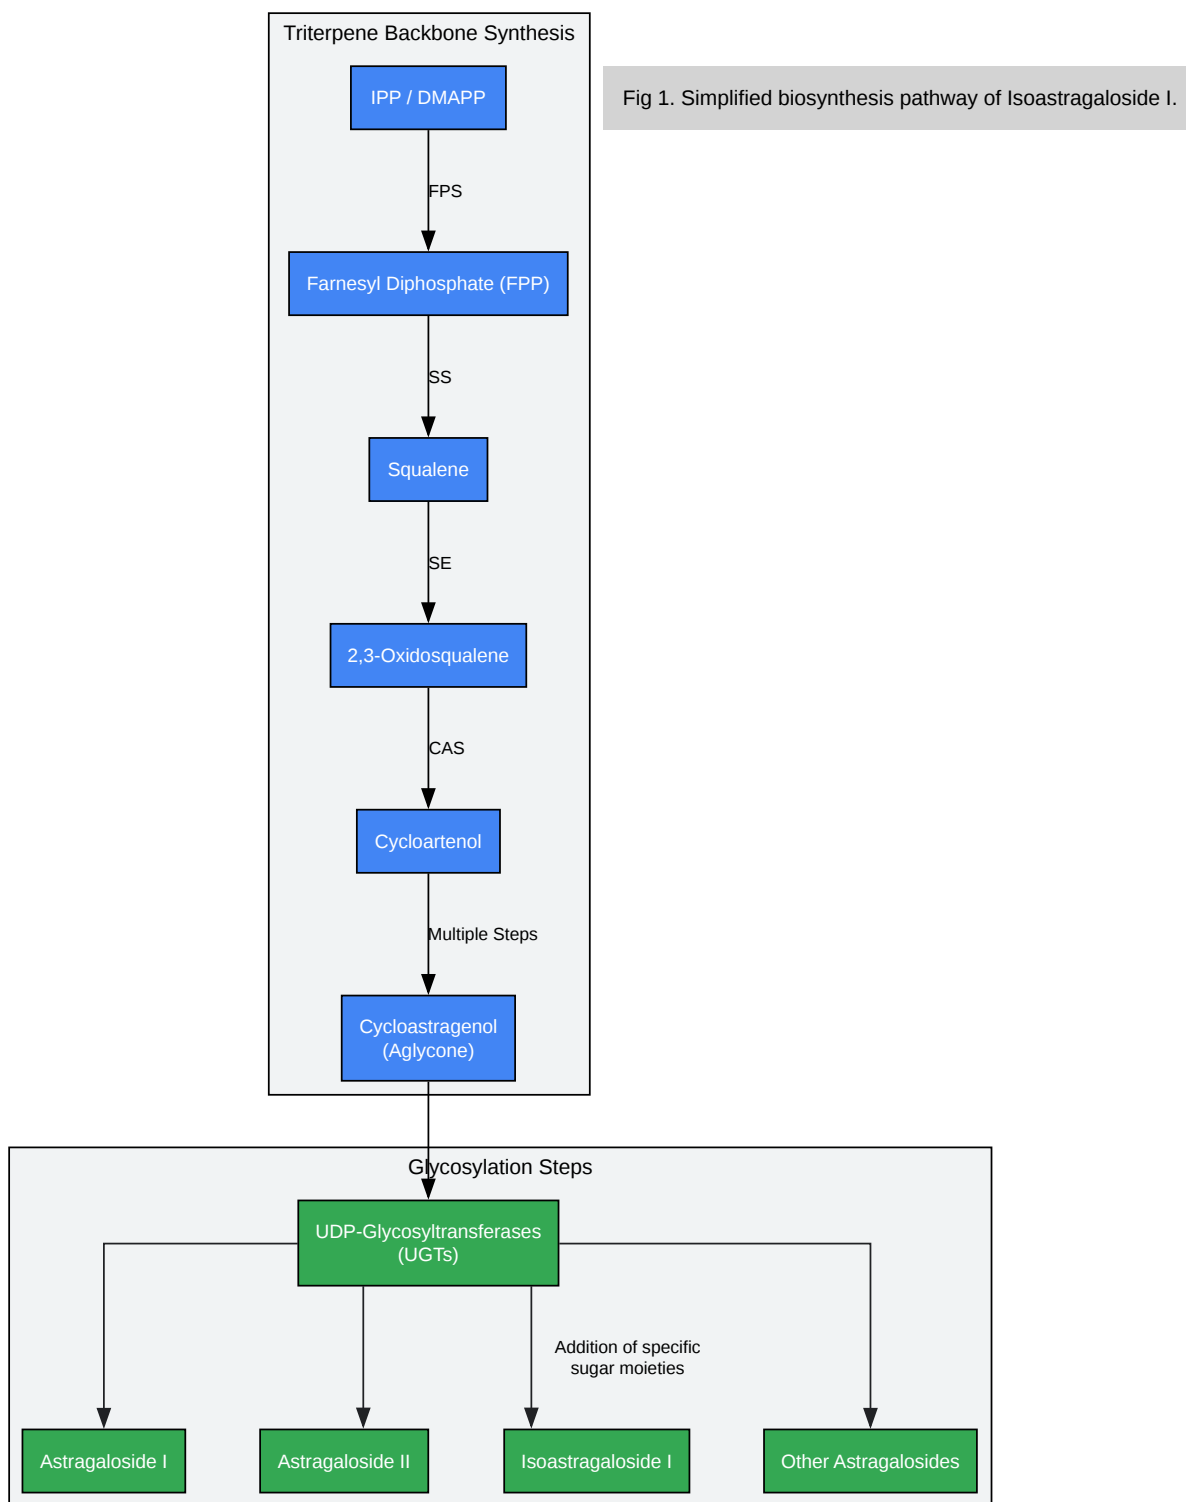 Triterpene Backbone Synthesis
IPP / DMAPP
Fig 1. Simplified biosynthesis pathway of Isoastragaloside I.
FPS
Farnesyl Diphosphate (FPP)
SS
Squalene
SE
2,3-Oxidosqualene
CAS
Cycloartenol
Multiple Steps
Cycloastragenol
(Aglycone)
Glycosylation Steps
UDP-Glycosyltransferases
(UGTs)
Addition of specific
sugar moieties
Astragaloside I
Astragaloside II
Isoastragaloside I
Other Astragalosides